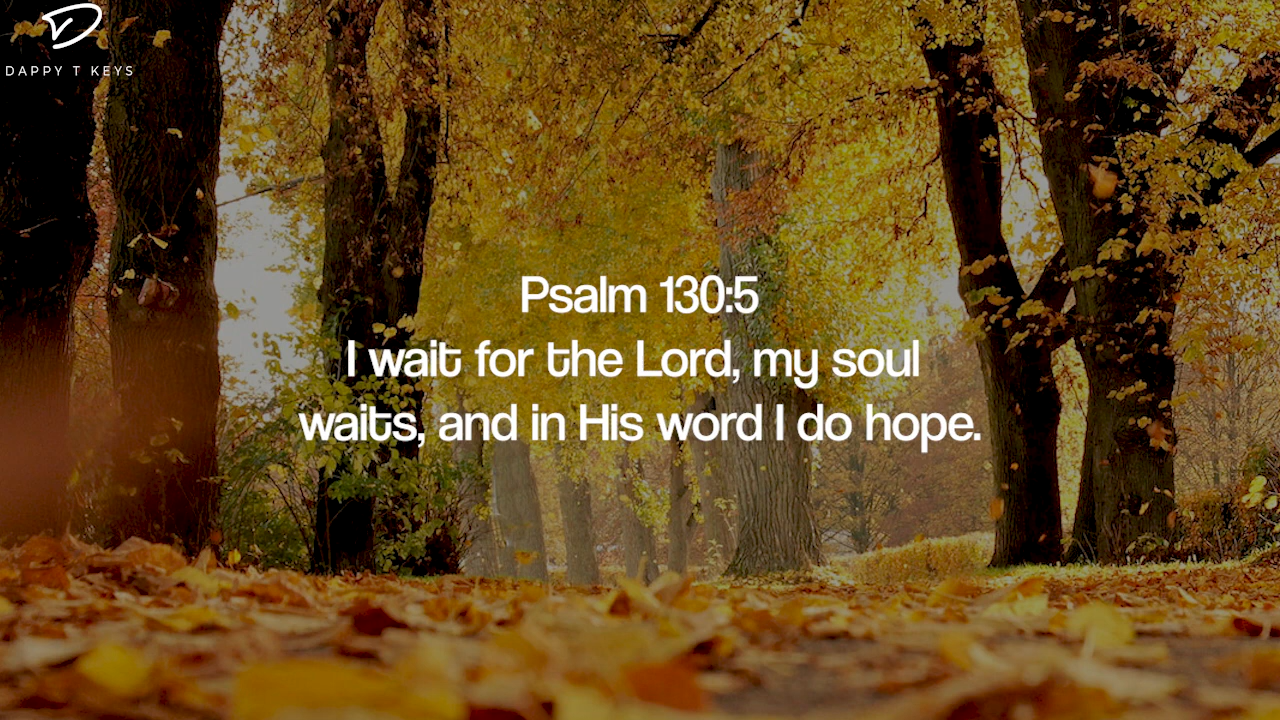 DAPPY T KEYS
Psalm 130:5
I wait for the Lord, my soul
waits, and in His word I do hope.